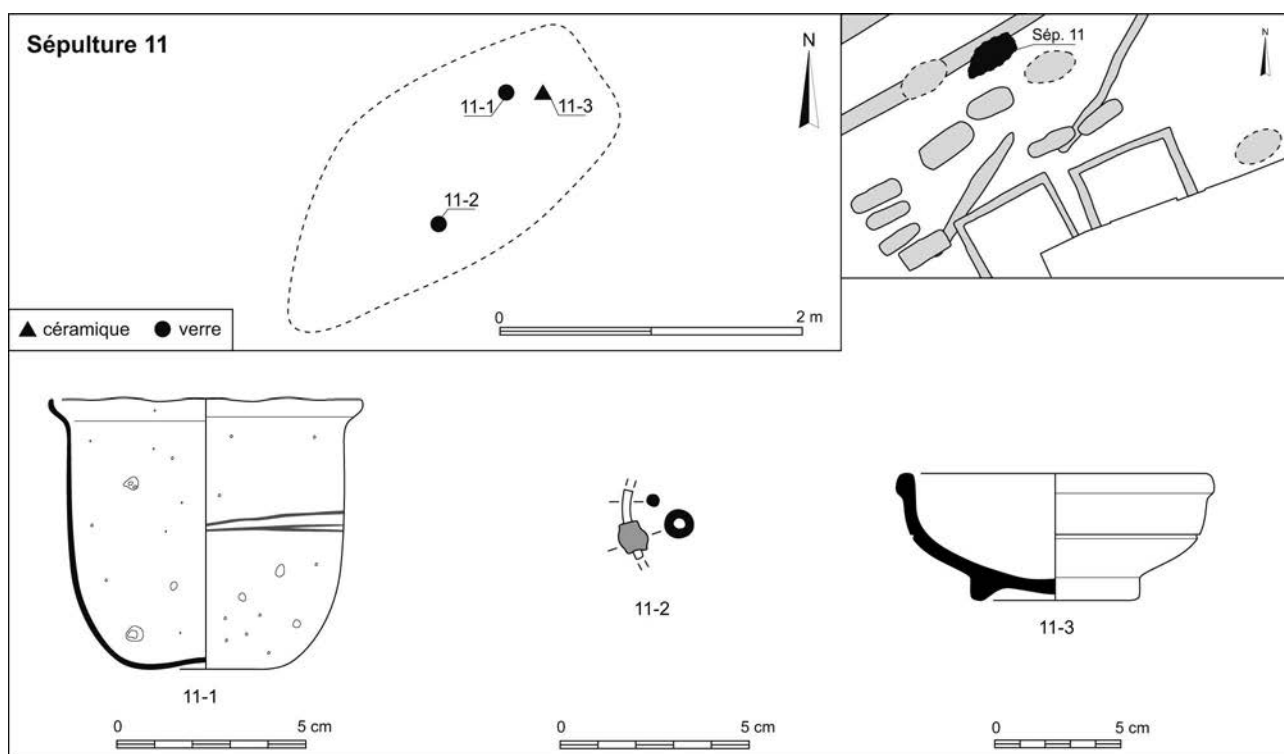 Sépulture 11
N
11-1
11-3
11-2
0 2 m
céramique verre
Sép. 11
N
11-1
0 5 cm
11-2
0 5 cm
11-3
0 5 cm